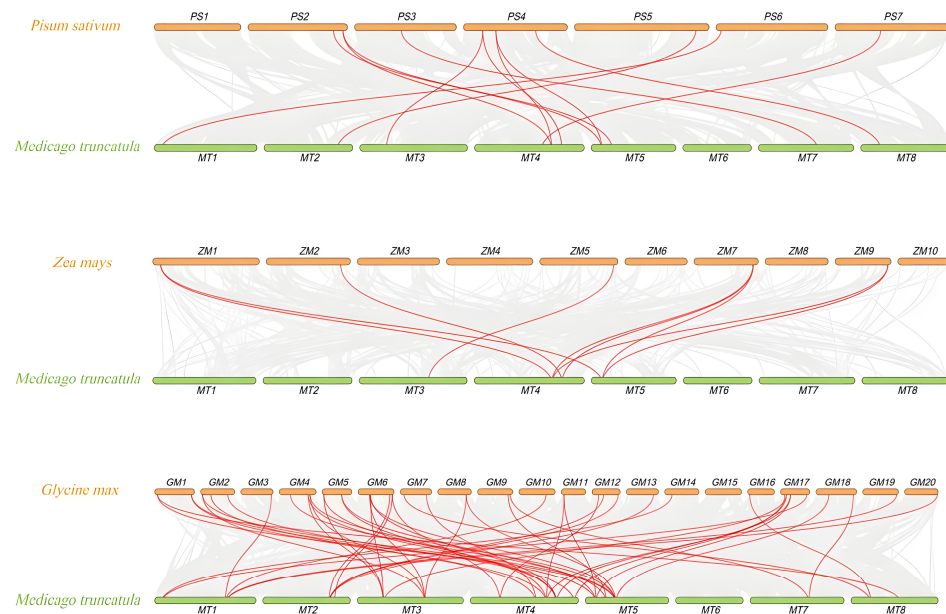 PS1 PS2 PS3 PS4 PS5 PS6 PS7
Pisum sativum
Medicago truncatula
MT1 MT2 MT3 MT4 MT5 MT6 MT7 MT8
ZM1 ZM2 ZM3 ZM4 ZM5 ZM6 ZM7 ZM8 ZM9 ZM10
Zea mays
Medicago truncatula
MT1 MT2 MT3 MT4 MT5 MT6 MT7 MT8
GM1 GM2 GM3 GM4 GM5 GM6 GM7 GM8 GM9 GM10 GM11 GM12 GM13 GM14 GM15 GM16 GM17 GM18 GM19 GM20
Glycine max
Medicago truncatula
MT1 MT2 MT3 MT4 MT5 MT6 MT7 MT8